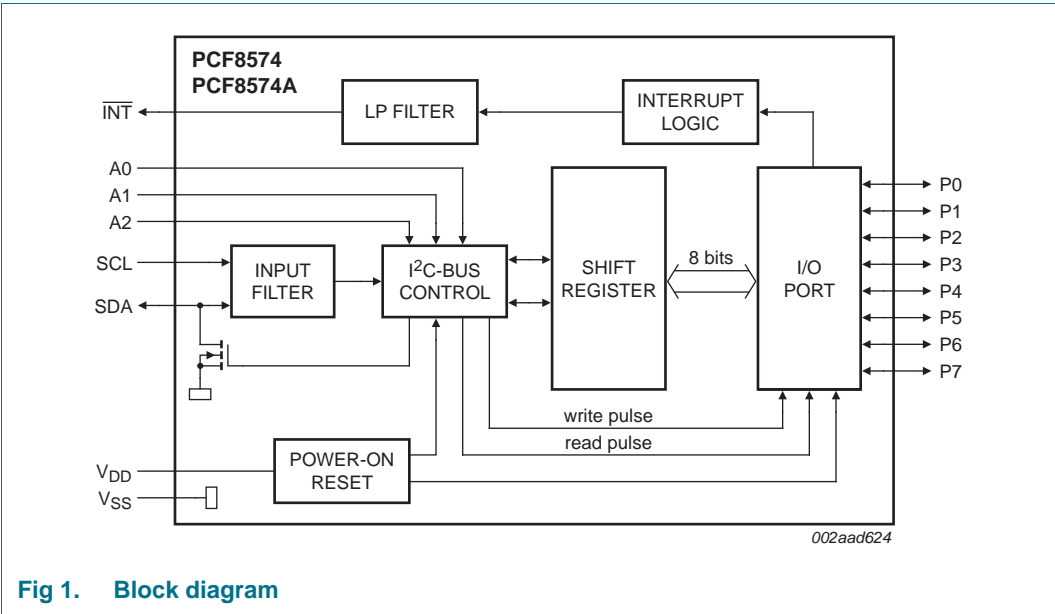 PCF8574
PCF8574A
INT
LP FILTER
INTERRUPT
LOGIC
A0
A1
A2
SCL
SDA
INPUT
FILTER
I2C-BUS
CONTROL
SHIFT
REGISTER
8 bits
I/O
PORT
P0
P1
P2
P3
P4
P5
P6
P7
write pulse
read pulse
VDD
VSS
POWER-ON
RESET
002aad624
Fig 1. Block diagram